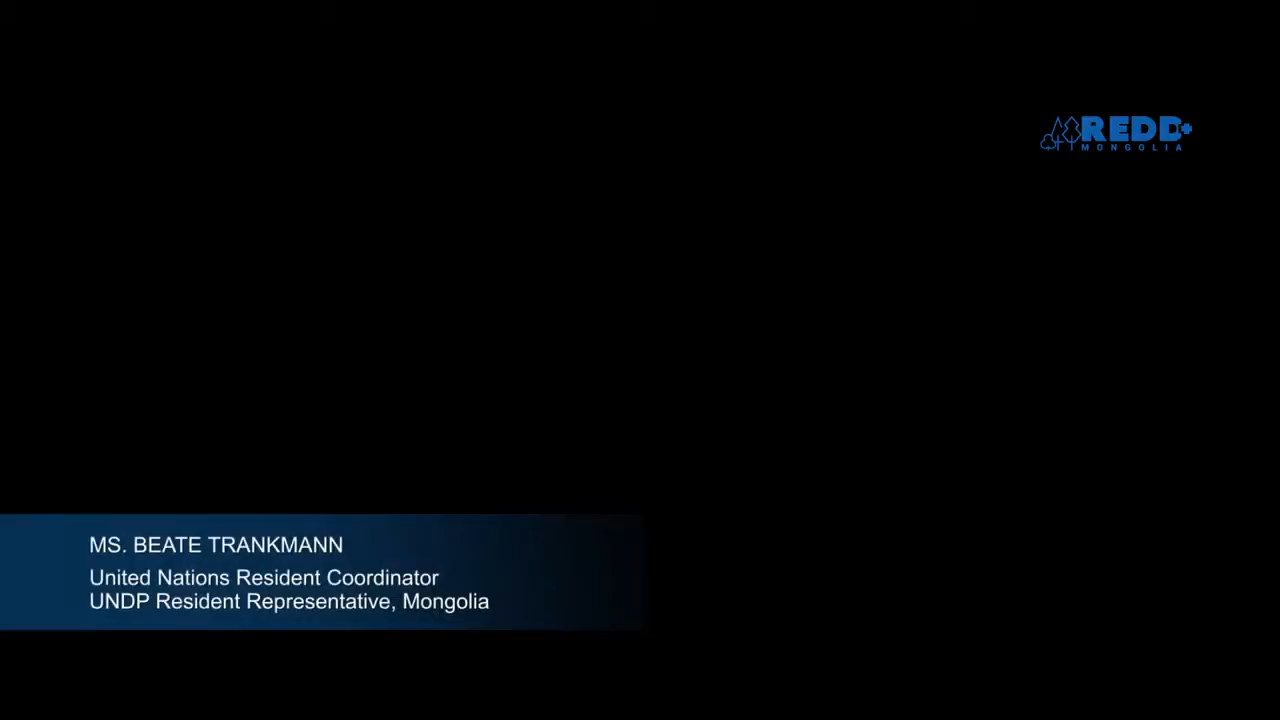 REDD+
MONGOLIA
MS. BEATE TRANKMANN
United Nations Resident Coordinator
UNDP Resident Representative, Mongolia